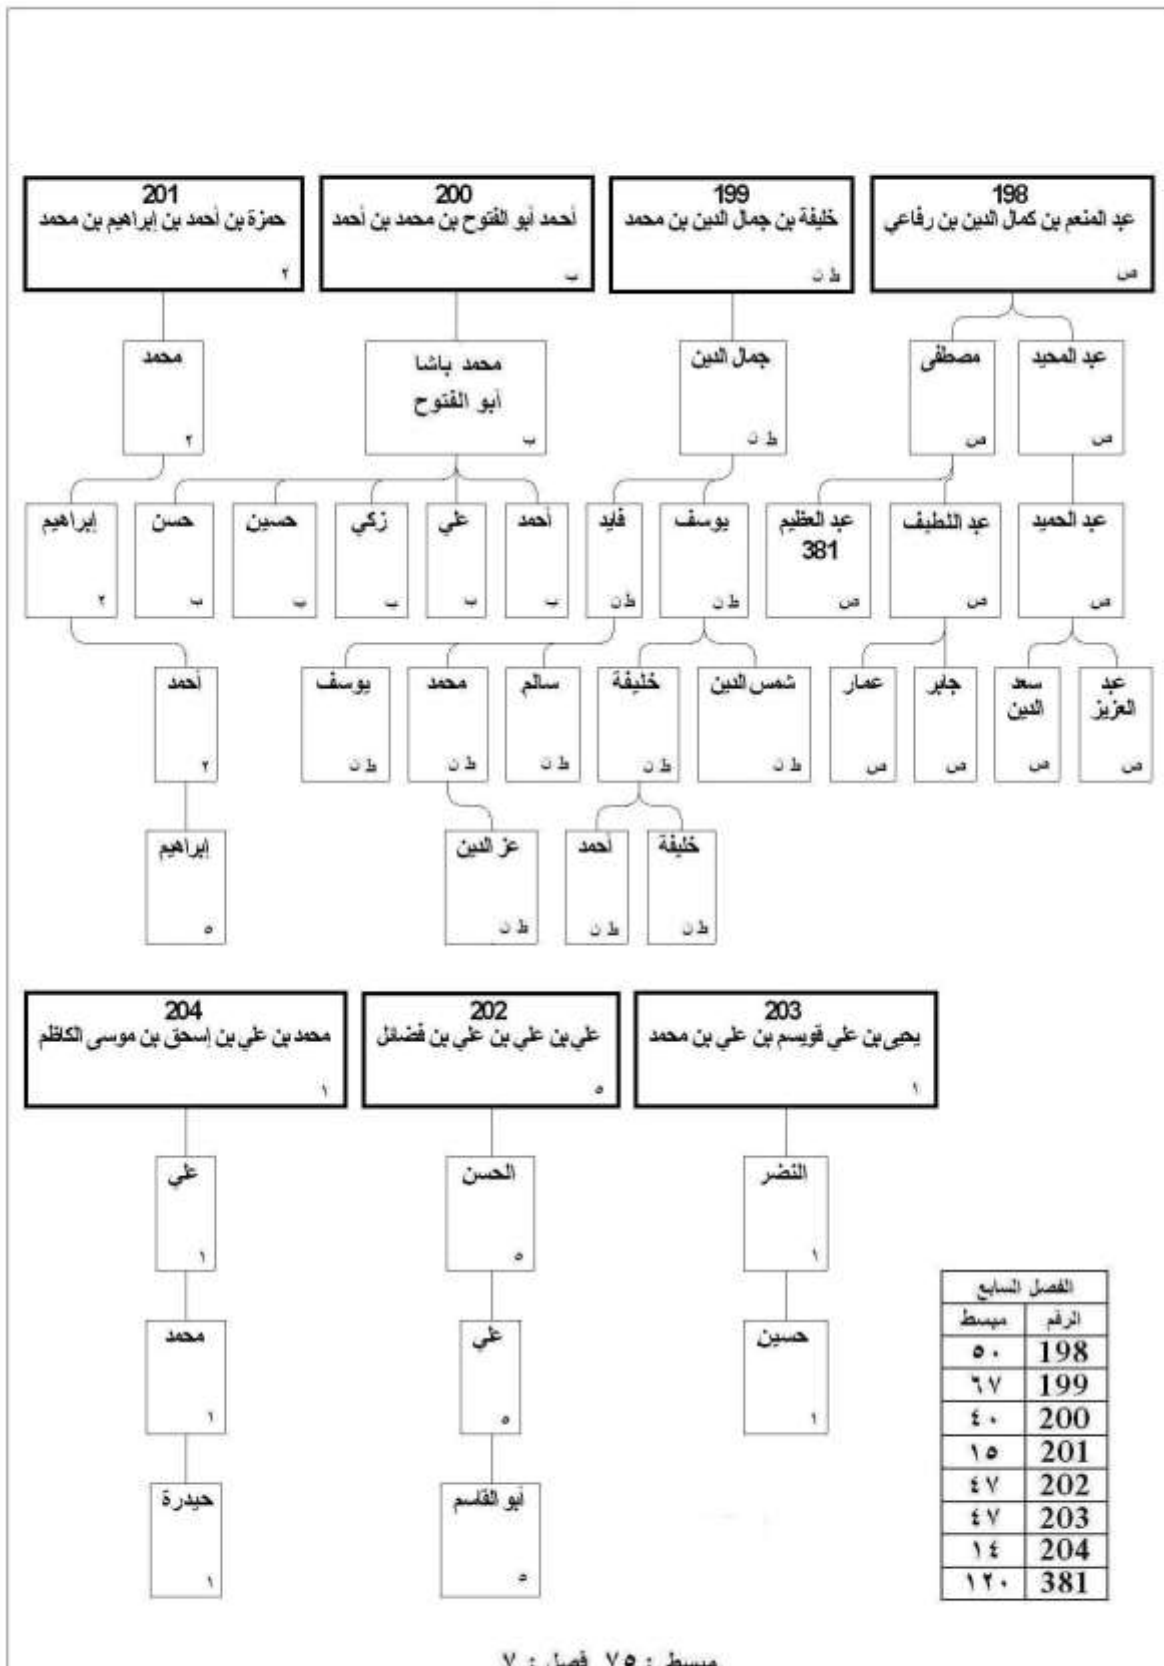 198
عبد المنعم بن كمال الدين بن رفاعي
ص
199
خليفة بن جمال الدين بن محمد
ط ن
200
أحمد أبو الفتوح بن محمد بن أحمد
ب
201
حمزة بن أحمد بن إبراهيم بن محمد
٢
عبد المحيد
ص
مصطفى
ص
جمال الدين
ط ن
محمد باشا
أبو الفتوح
ب
محمد
٢
عبد الحميد
ص
عبد اللطيف
ص
عبد العظيم
381
ص
يوسف
ط ن
فايد
ط ن
أحمد
ب
علي
ب
زكي
ب
حسين
ب
حسن
ب
إبراهيم
٢
عبد
العزيز
ص
سعد
الدين
ص
جابر
ص
عمار
ص
شمس الدين
ط ن
خليفة
ط ن
سالم
ط ن
محمد
ط ن
يوسف
ط ن
أحمد
٢
خليفة
ط ن
أحمد
ط ن
عز الدين
ط ن
إبراهيم
٥
203
يحيى بن علي قويسم بن علي بن محمد
١
202
علي بن علي بن علي بن فضائل
٥
204
محمد بن علي بن إسحق بن موسى الكاظم
١
النضر
١
الحسن
٥
علي
١
حسين
١
علي
٥
محمد
١
أبو القاسم
٥
حيدرة
١
الفصل السابع
الرقم مبسط
198 ٥٠
199 ٦٧
200 ٤٠
201 ١٥
202 ٤٧
203 ٤٧
204 ١٤
381 ١٢٠
مبسط : ٧٥ فصل : ٧